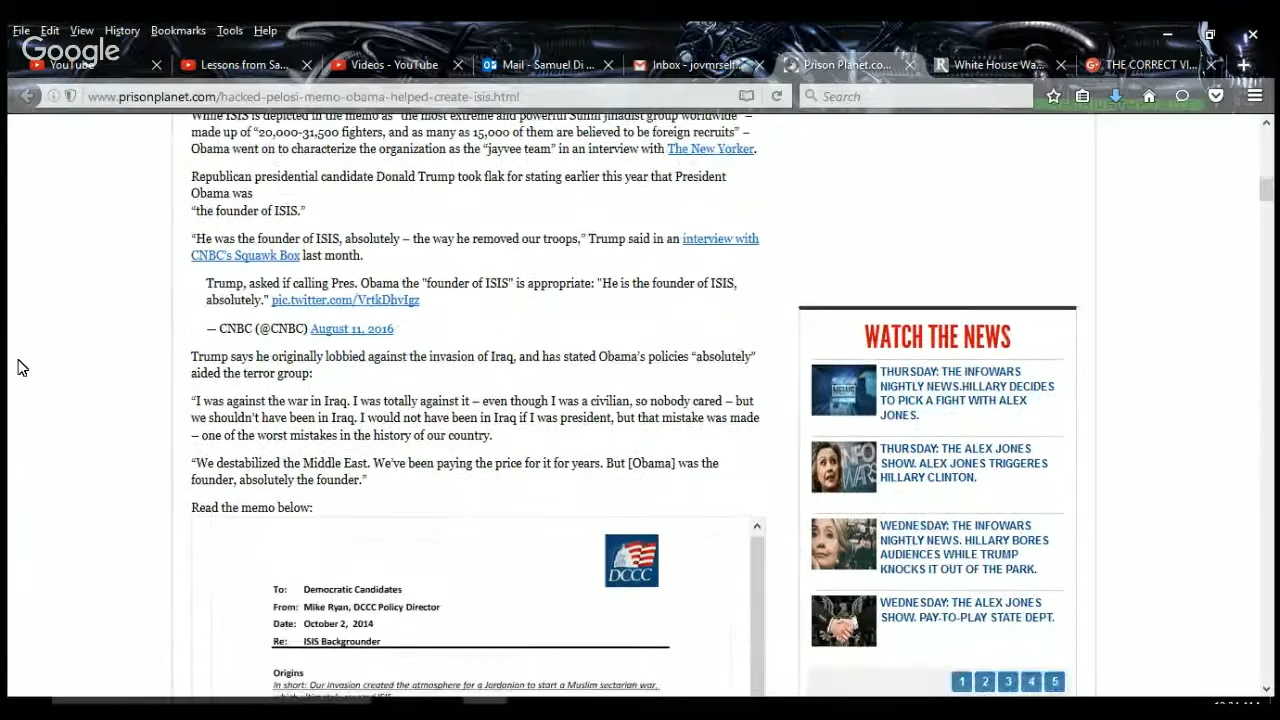 File Edit View History Bookmarks Tools Help
Google
YouTube
Lessons from Sa...
Videos - YouTube
Mail - Samuel Di ...
Inbox - jovmrself...
Prison Planet.co...
White House Wa...
THE CORRECT VI...
www.prisonplanet.com/hacked-pelosi-memo-obama-helped-create-isis.html
Search
While ISIS is depicted in the memo as "the most extreme and powerful Sunni jihadist group worldwide" –
made up of “20,000-31,500 fighters, and as many as 15,000 of them are believed to be foreign recruits” –
Obama went on to characterize the organization as the “jayvee team” in an interview with The New Yorker.
Republican presidential candidate Donald Trump took flak for stating earlier this year that President
Obama was
“the founder of ISIS.”
“He was the founder of ISIS, absolutely – the way he removed our troops,” Trump said in an interview with
CNBC’s Squawk Box last month.
Trump, asked if calling Pres. Obama the "founder of ISIS" is appropriate: "He is the founder of ISIS,
absolutely." pic.twitter.com/VrtkDhvIgz
— CNBC (@CNBC) August 11, 2016
Trump says he originally lobbied against the invasion of Iraq, and has stated Obama’s policies “absolutely”
aided the terror group:
“I was against the war in Iraq. I was totally against it – even though I was a civilian, so nobody cared – but
we shouldn’t have been in Iraq. I would not have been in Iraq if I was president, but that mistake was made
– one of the worst mistakes in the history of our country.
“We destabilized the Middle East. We’ve been paying the price for it for years. But [Obama] was the
founder, absolutely the founder.”
Read the memo below:
DCCC
To: Democratic Candidates
From: Mike Ryan, DCCC Policy Director
Date: October 2, 2014
Re: ISIS Backgrounder
Origins
In short: Our invasion created the atmosphere for a Jordanian to start a Muslim sectarian war,
WATCH THE NEWS
THURSDAY: THE INFOWARS
NIGHTLY NEWS.HILLARY DECIDES
TO PICK A FIGHT WITH ALEX
JONES.
THURSDAY: THE ALEX JONES
SHOW. ALEX JONES TRIGGERES
HILLARY CLINTON.
WEDNESDAY: THE INFOWARS
NIGHTLY NEWS. HILLARY BORES
AUDIENCES WHILE TRUMP
KNOCKS IT OUT OF THE PARK.
WEDNESDAY: THE ALEX JONES
SHOW. PAY-TO-PLAY STATE DEPT.
1 2 3 4 5